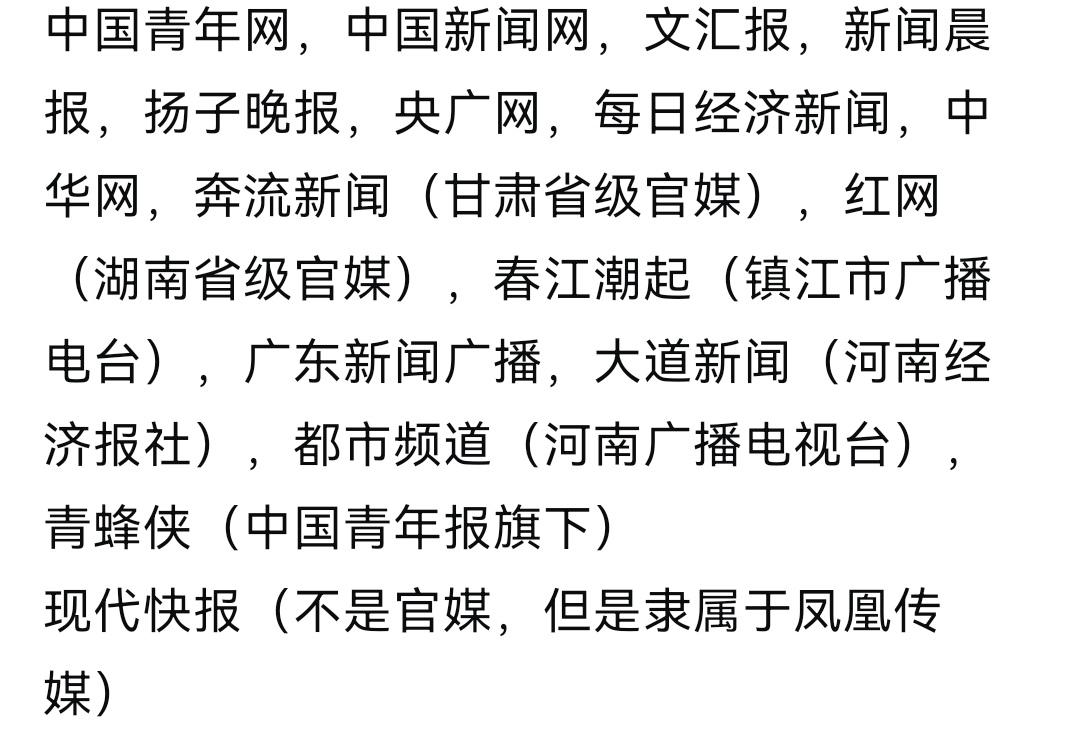 中国青年网，中国新闻网，文汇报，新闻晨
报，扬子晚报，央广网，每日经济新闻，中
华网，奔流新闻（甘肃省级官媒），红网
（湖南省级官媒），春江潮起（镇江市广播
电台），广东新闻广播，大道新闻（河南经
济报社），都市频道（河南广播电视台），
青蜂侠（中国青年报旗下）
现代快报（不是官媒，但是隶属于凤凰传
媒）